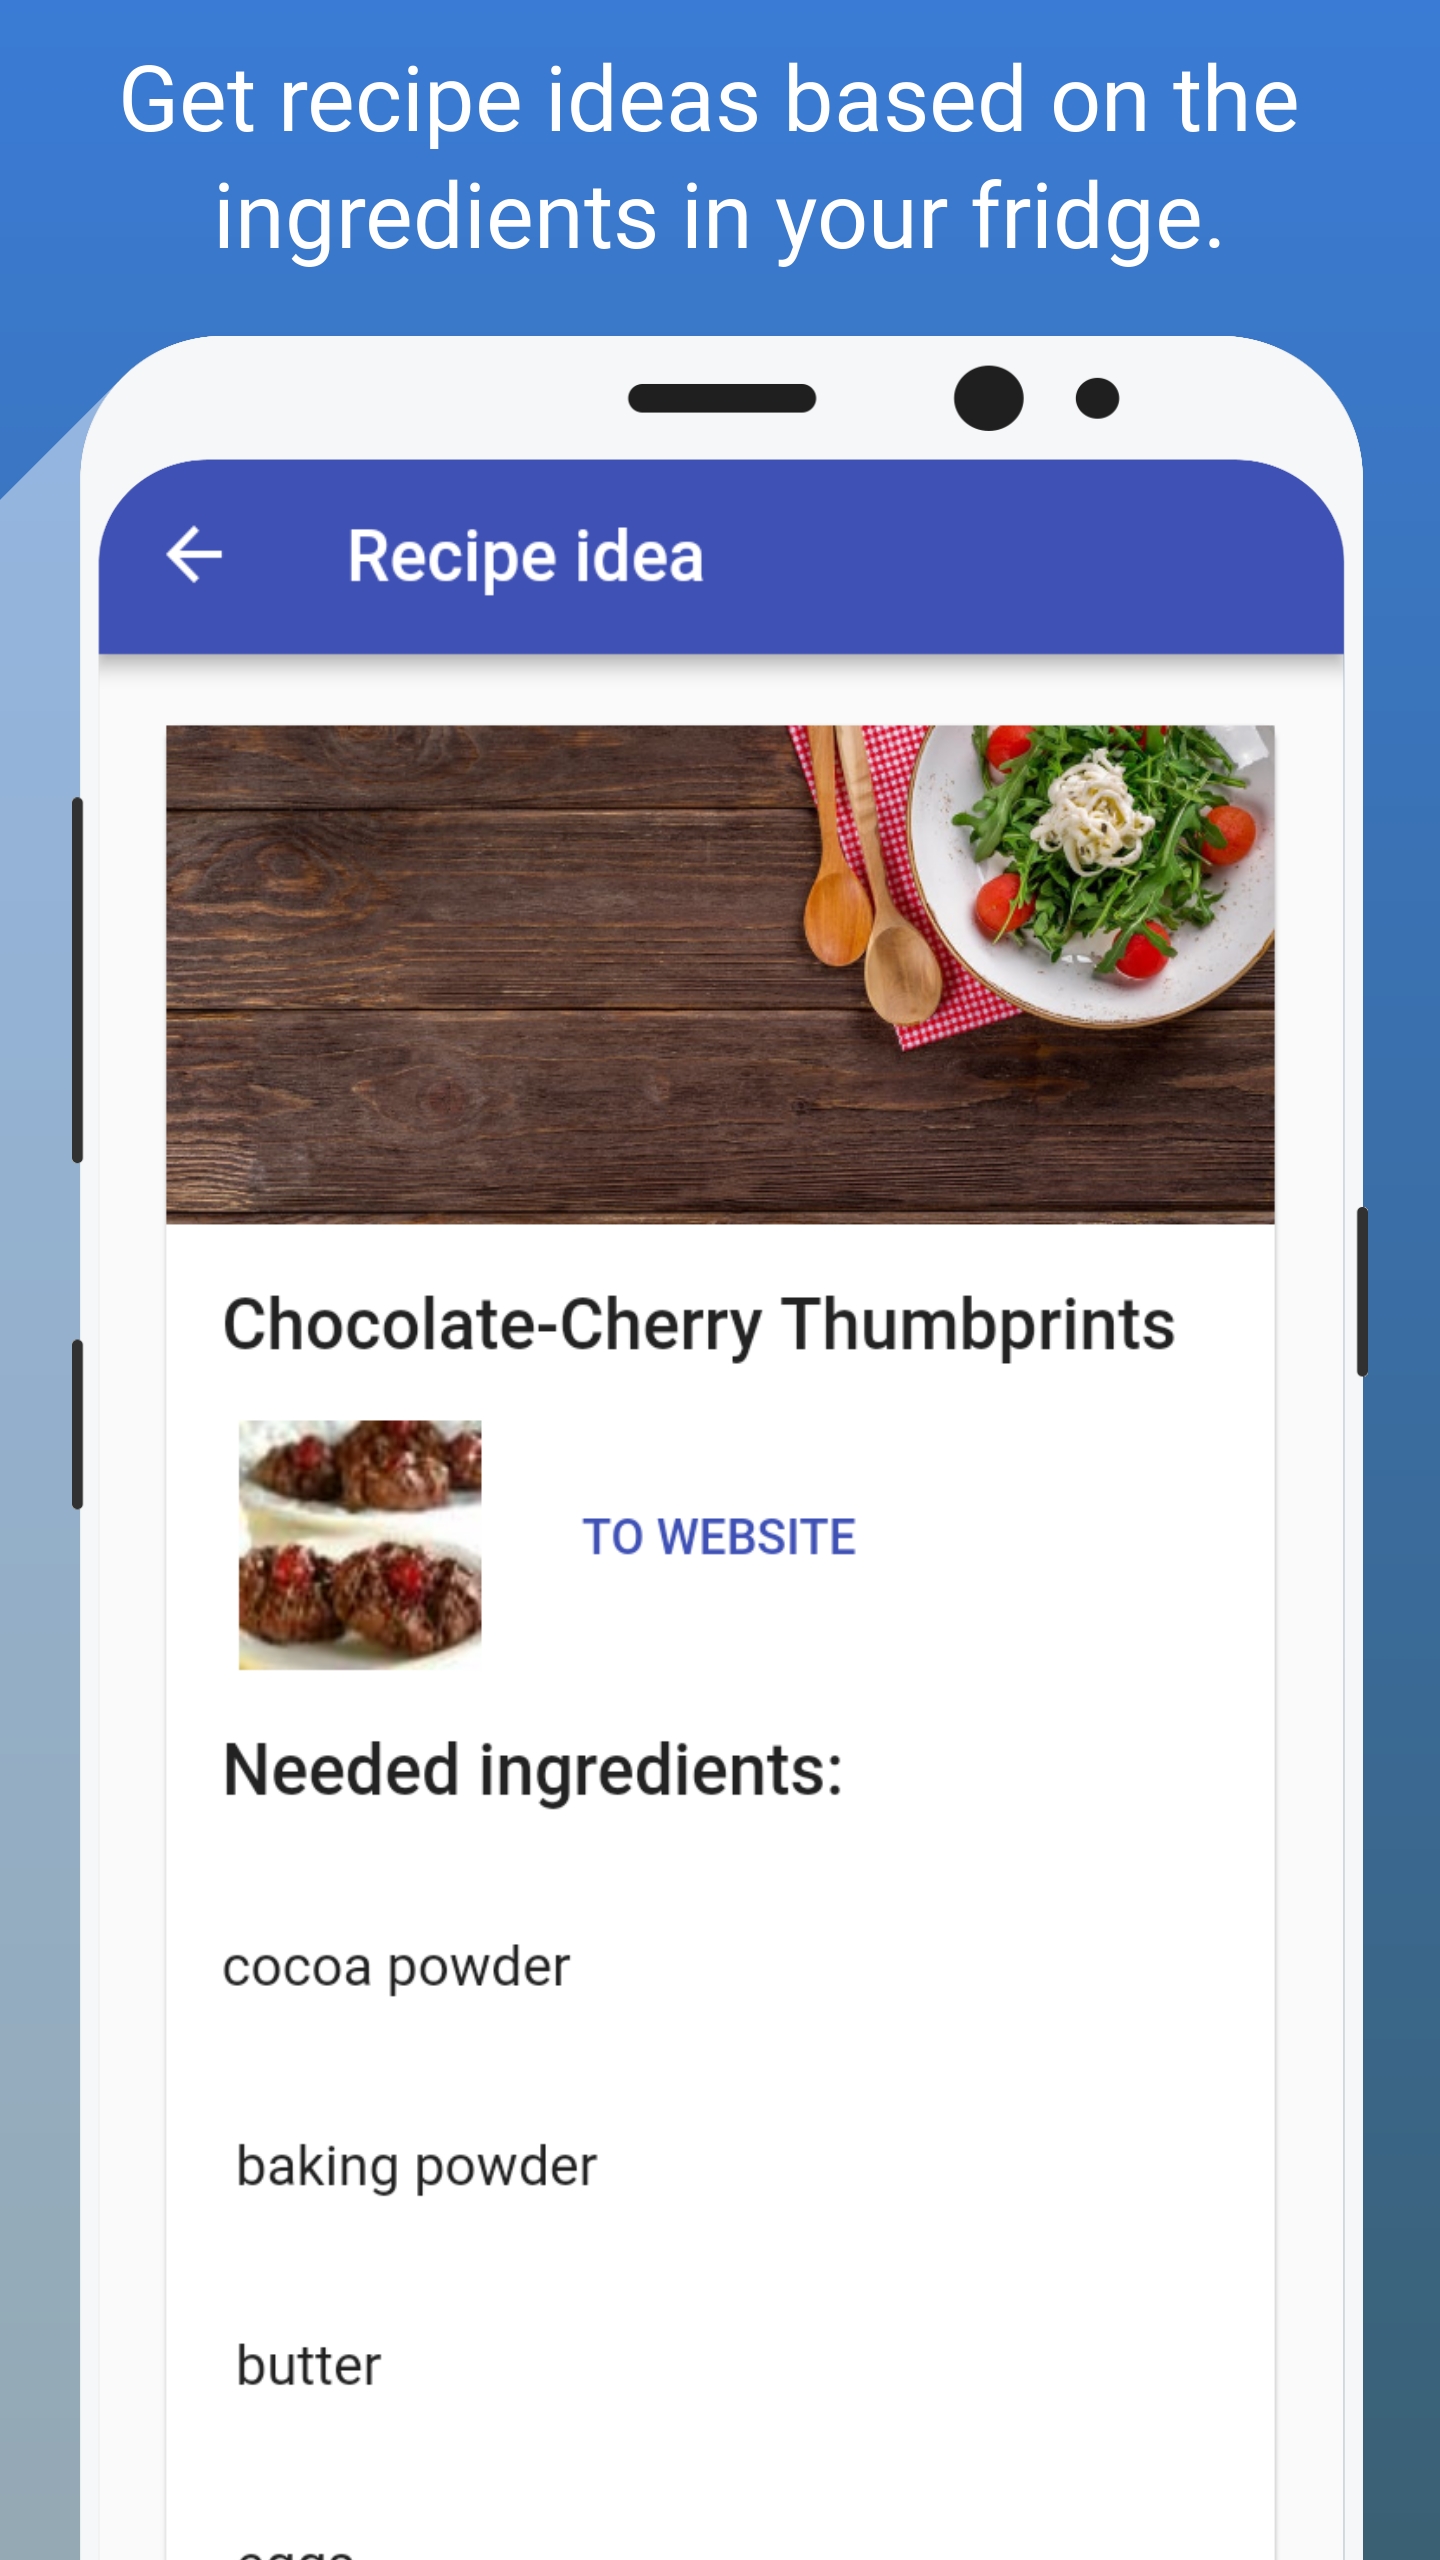 Get recipe ideas based on the
ingredients in your fridge.
Recipe idea
Chocolate-Cherry Thumbprints
TO WEBSITE
Needed ingredients:
cocoa powder
baking powder
butter
eggs